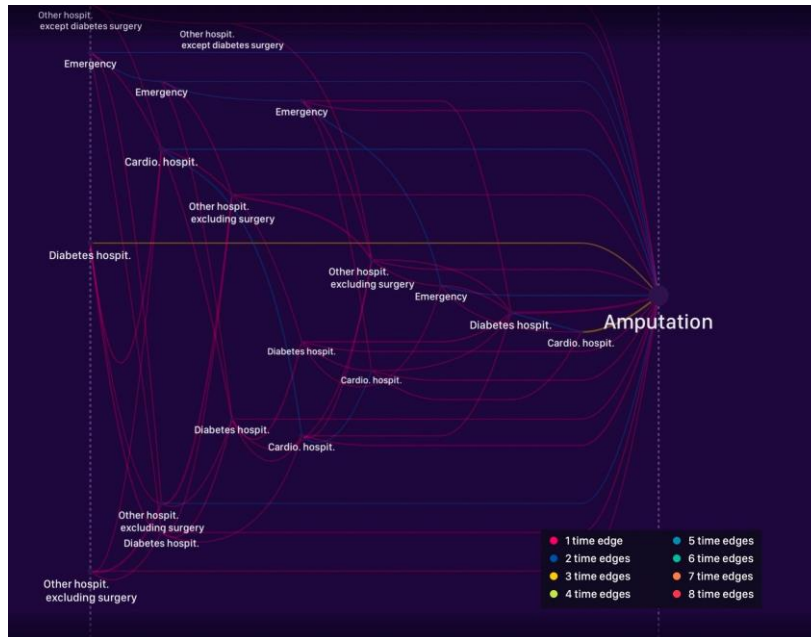 Other hospit.
except diabetes surgery
Other hospit.
except diabetes surgery
Emergency
Emergency
Emergency
Cardio. hospit.
Other hospit.
excluding surgery
Diabetes hospit.
Other hospit.
excluding surgery
Emergency
Diabetes hospit.
Amputation
Cardio. hospit.
Diabetes hospit.
Cardio. hospit.
Diabetes hospit.
Cardio. hospit.
Other hospit.
excluding surgery
Diabetes hospit.
Other hospit.
excluding surgery
1 time edge
2 time edges
3 time edges
4 time edges
5 time edges
6 time edges
7 time edges
8 time edges